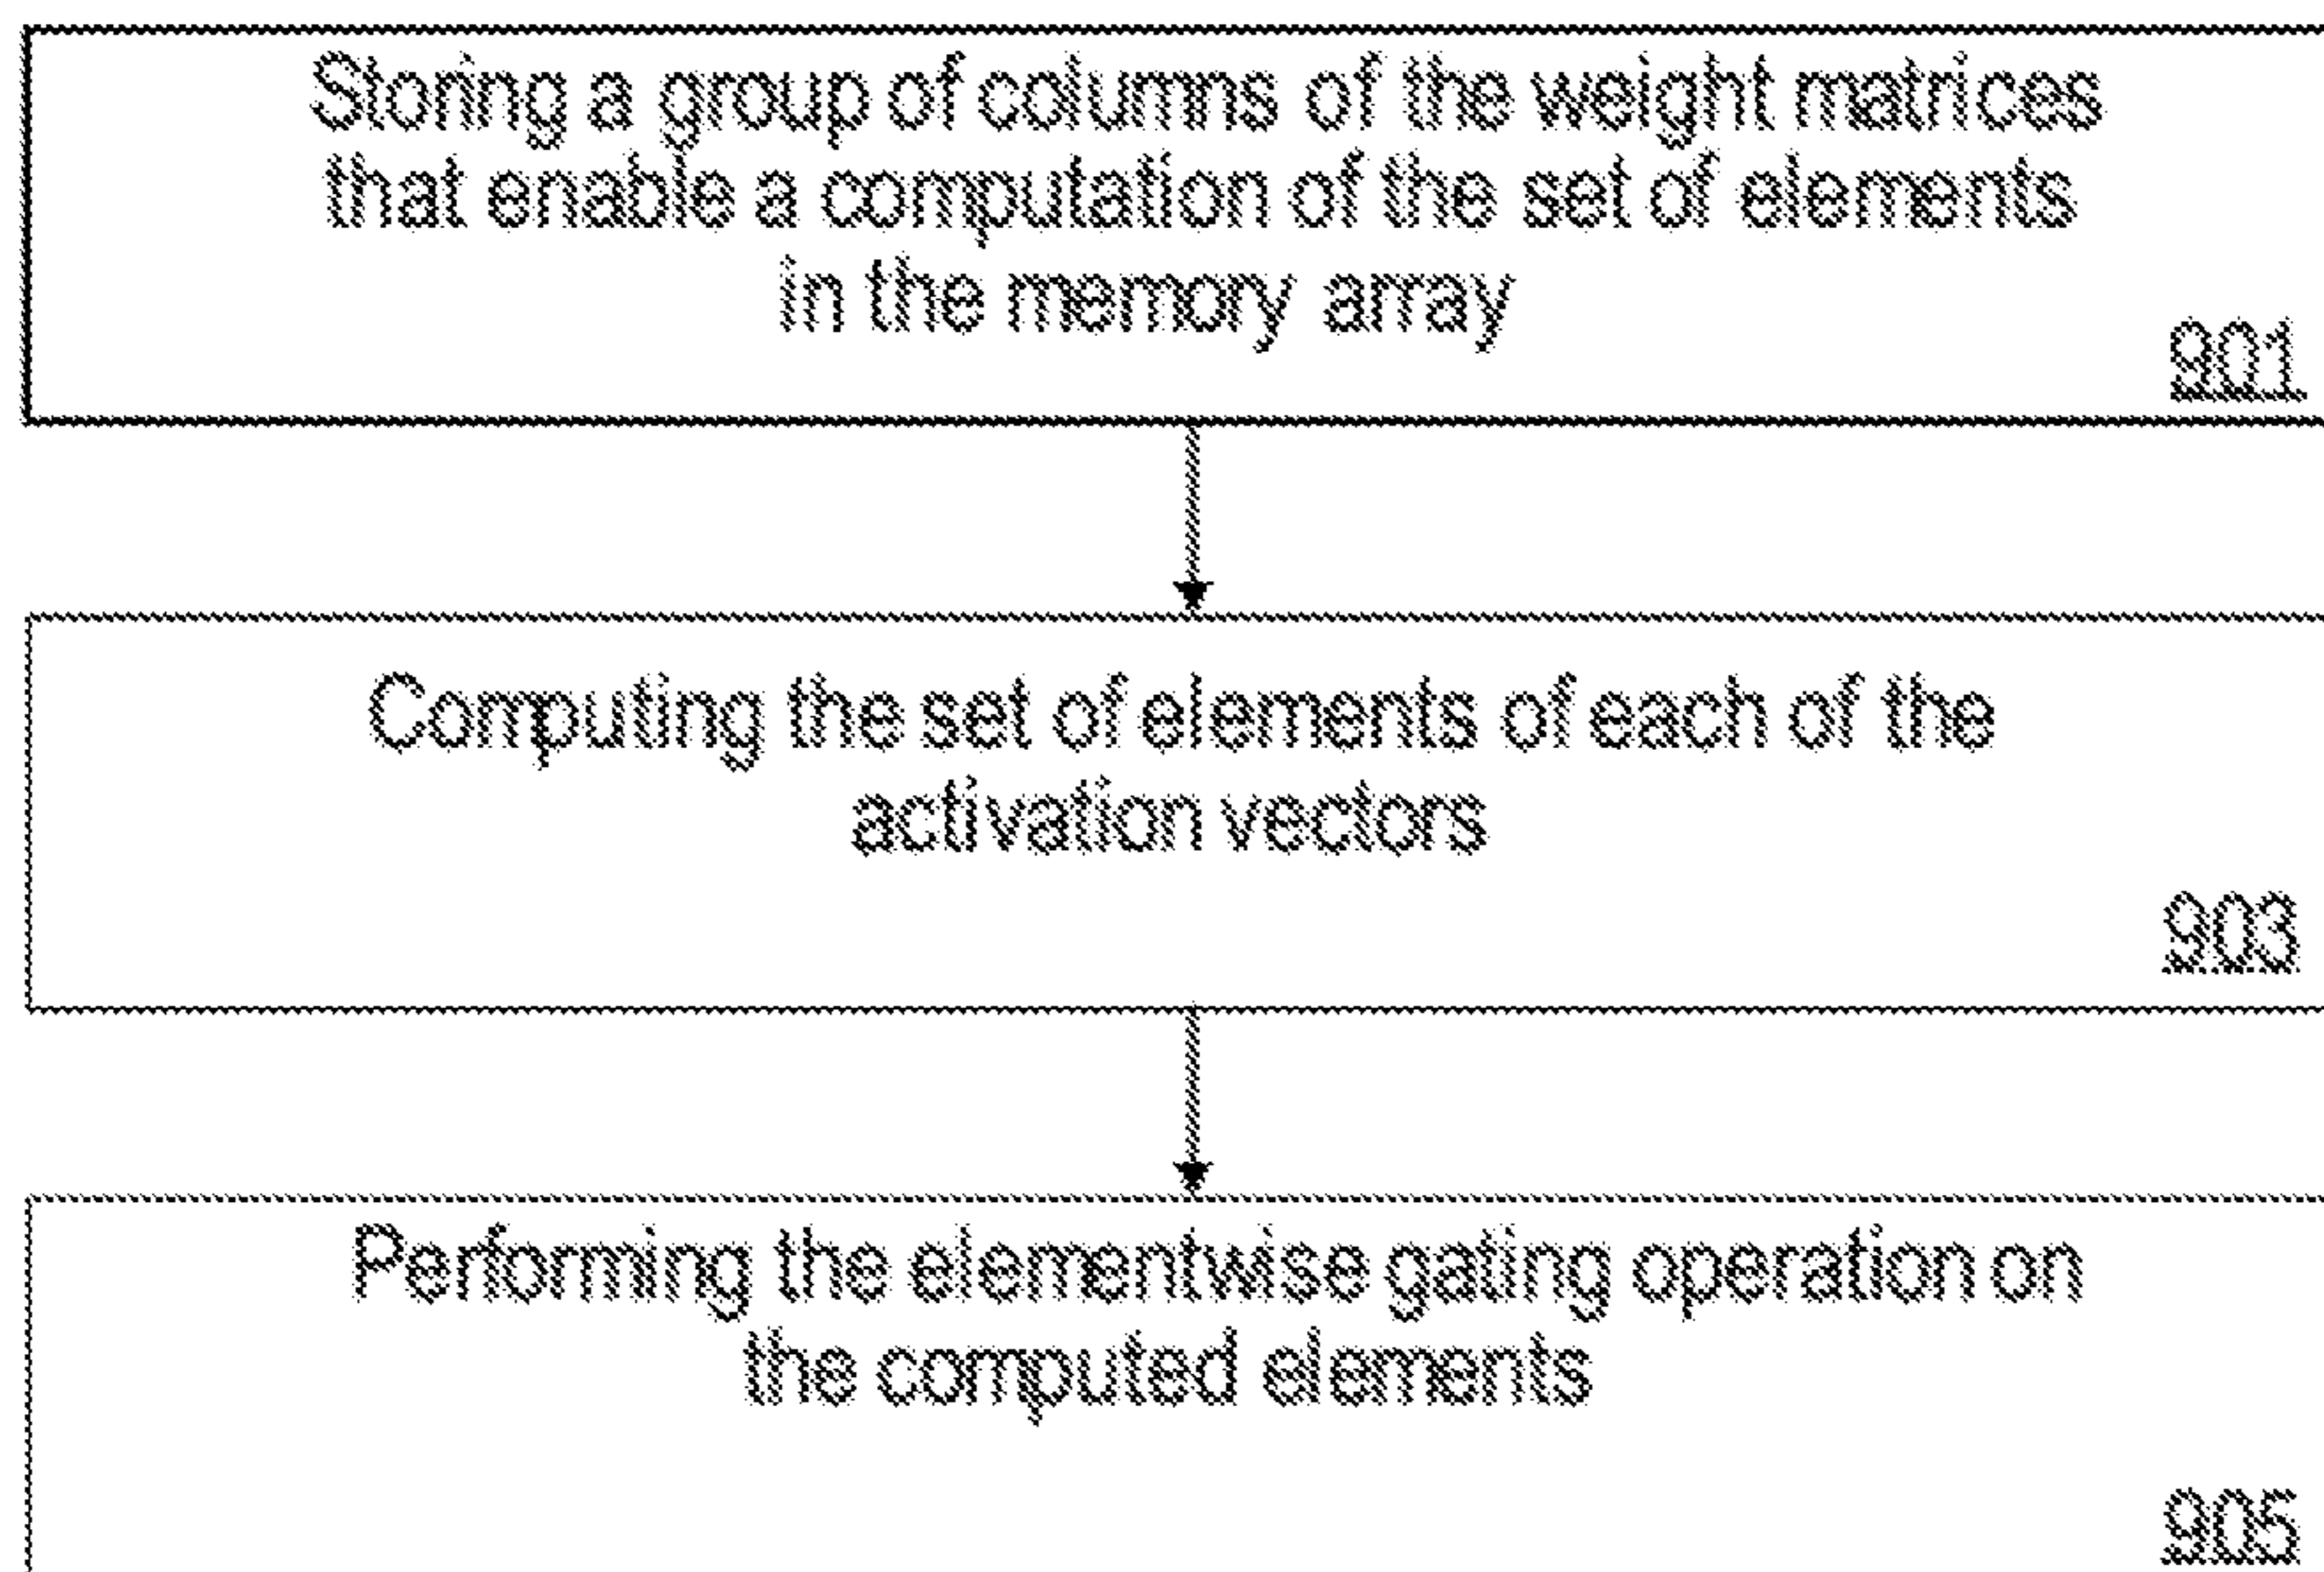 Storing a group of columns of the weight matrices
that enable a computation of the set of elements
in the memory array
901
Computing the set of elements of each of the
activation vectors
903
Performing the elementwise gating operation on
the computed elements
905